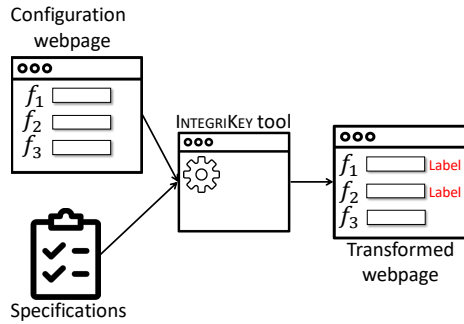 Configuration
webpage
f1
f2
f3
INTEGRIKEY tool
f1 Label
f2 Label
f3
Transformed
webpage
Specifications